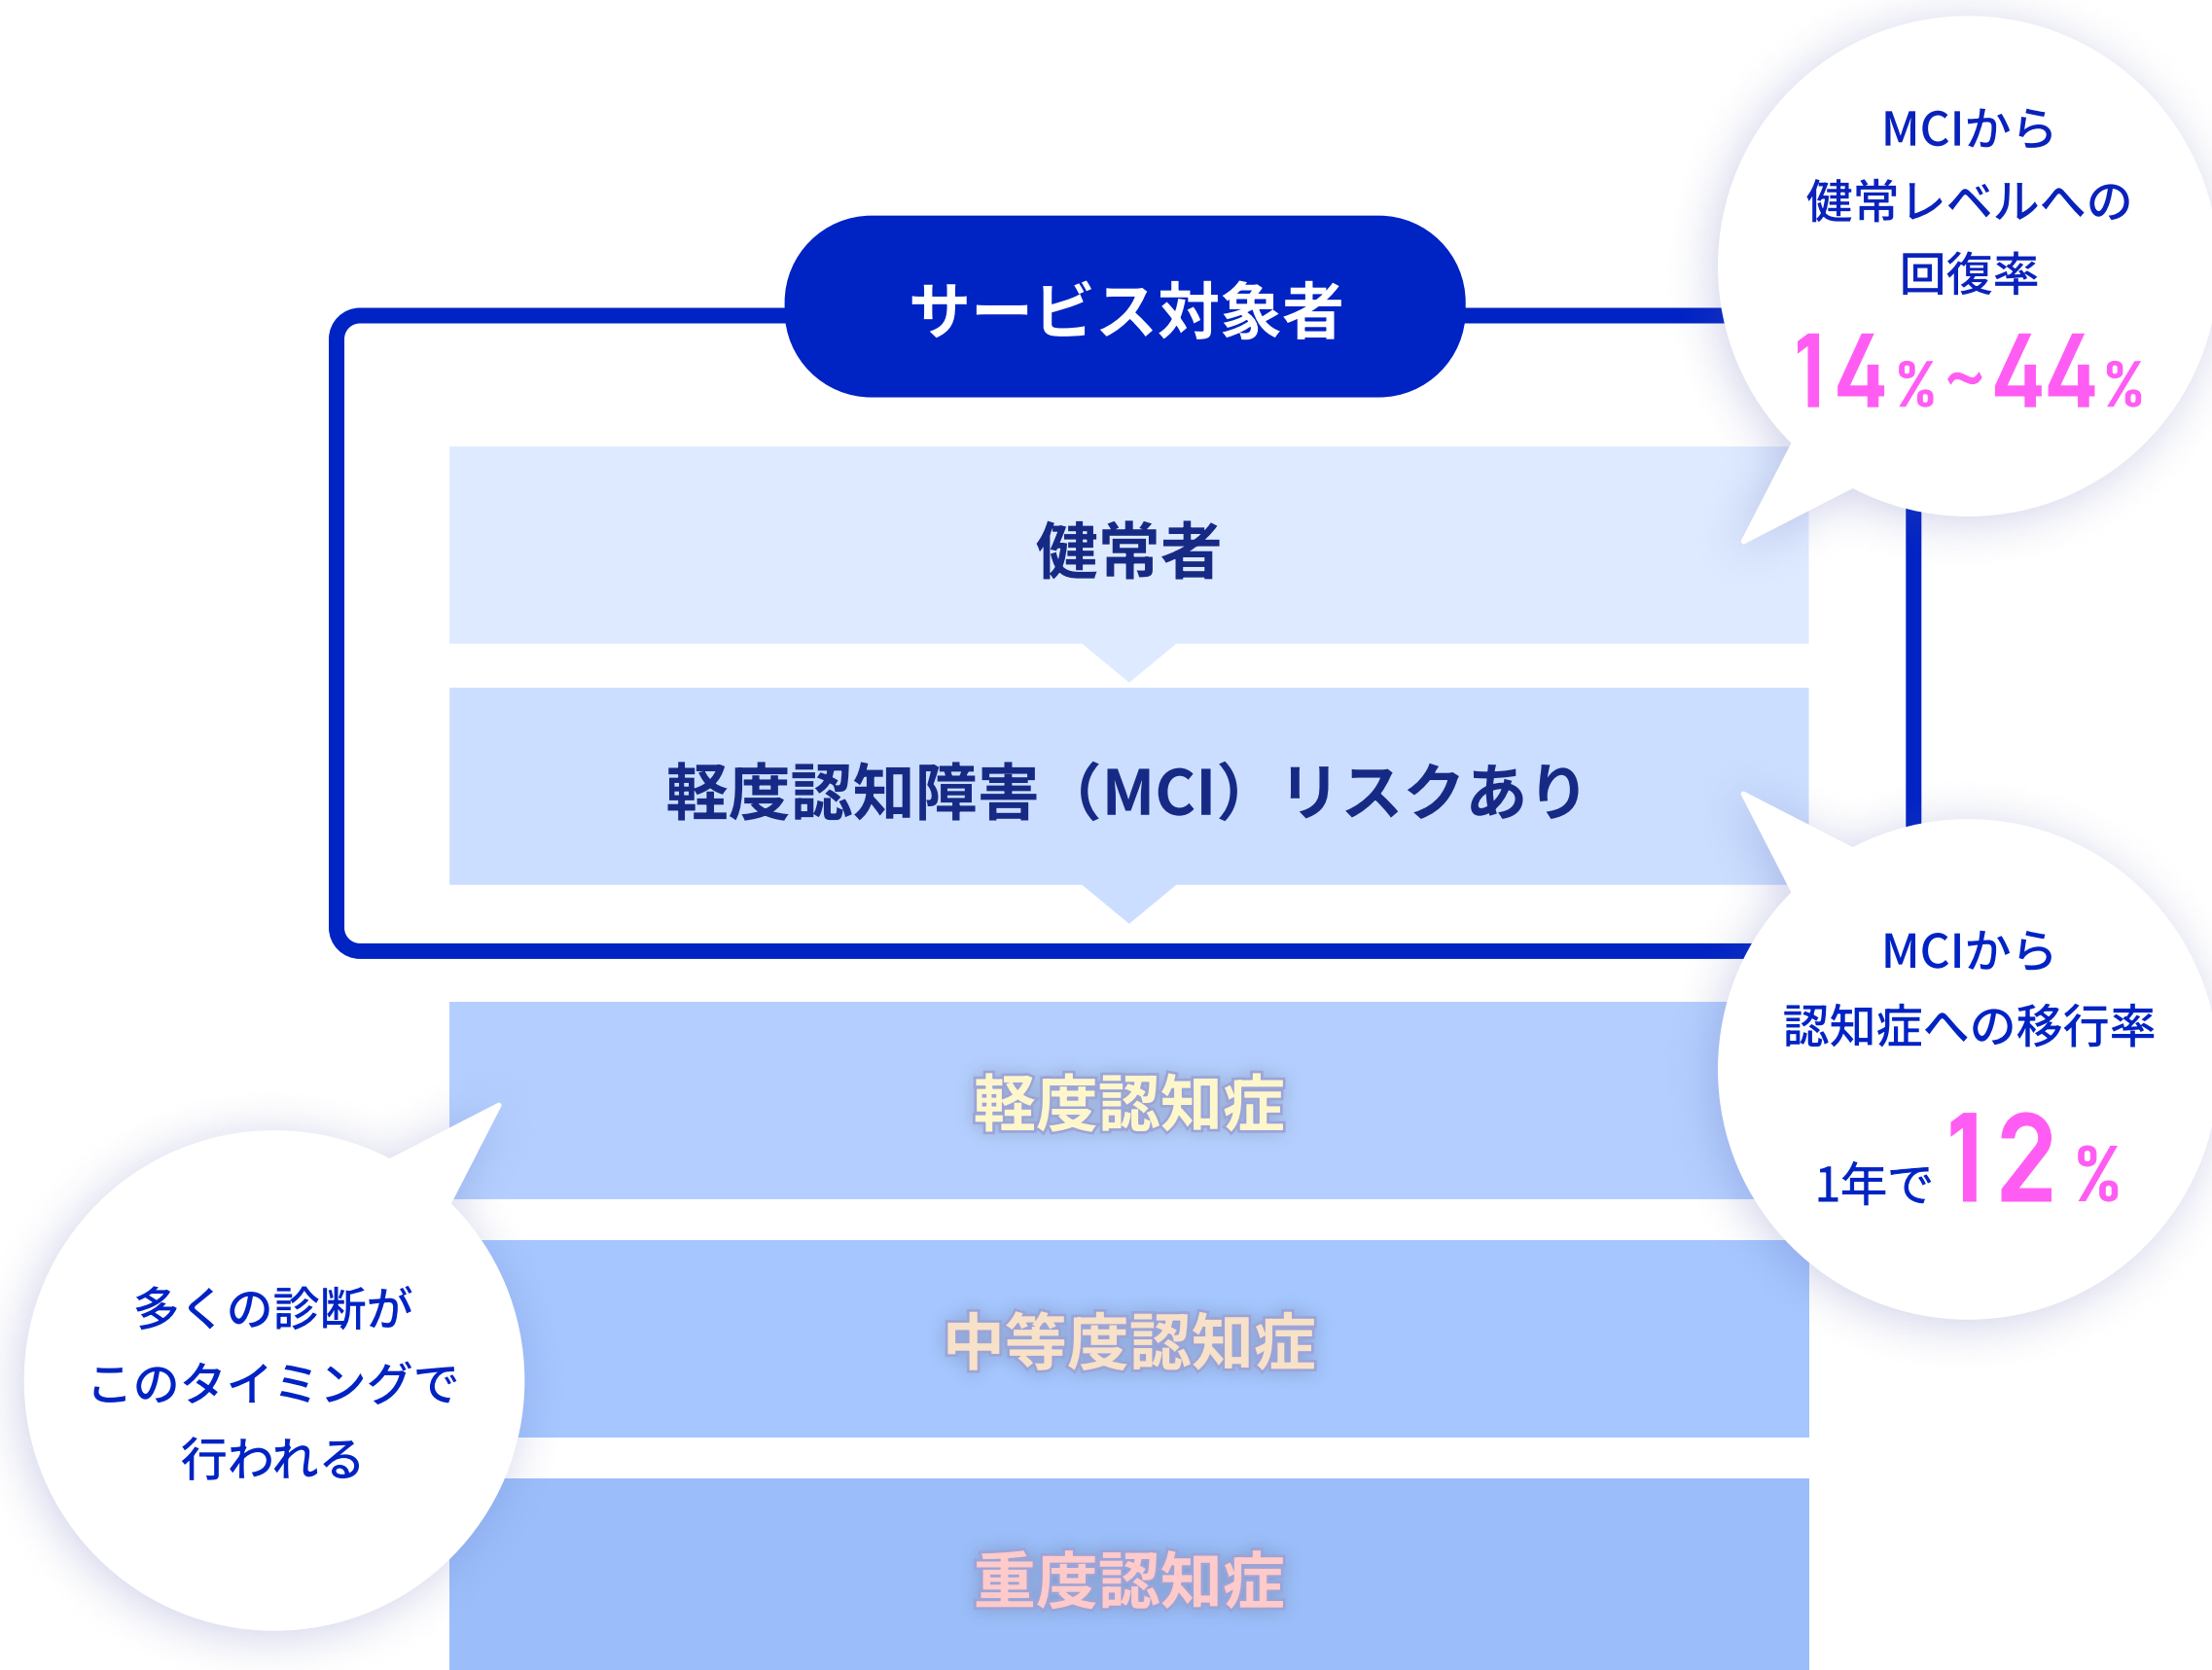 サービス対象者
MCIから
健常レベルへの
回復率
14%~44%
健常者
軽度認知障害（MCI）リスクあり
MCIから
認知症への移行率
1年で12%
軽度認知症
多くの診断が
このタイミングで
行われる
中等度認知症
重度認知症